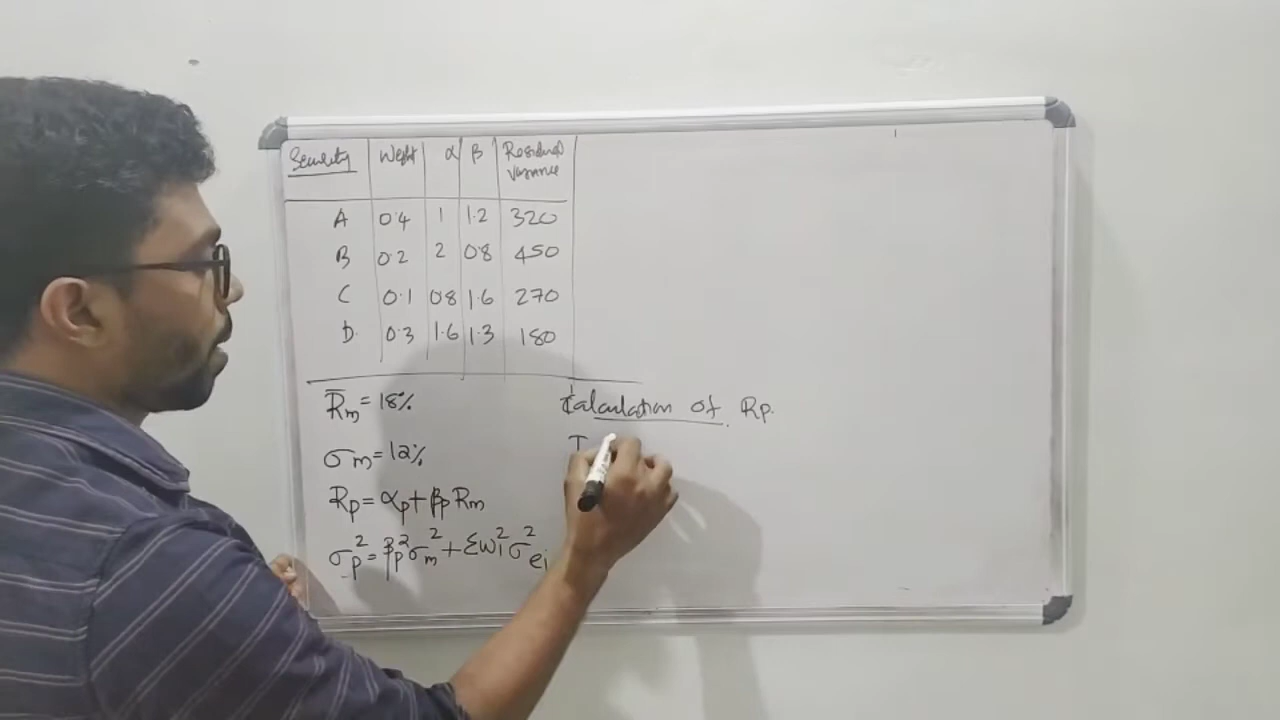 Security Weight α β Residual Variance
A 0.4 1 1.2 320
B 0.2 2 0.8 450
C 0.1 0.8 1.6 270
D. 0.3 1.6 1.3 180
R̄m = 18%
σm = 12%
Rp = αp + βp Rm
σp² = βp² σm² + Σwi² σ²ei
Calculation of Rp.
I